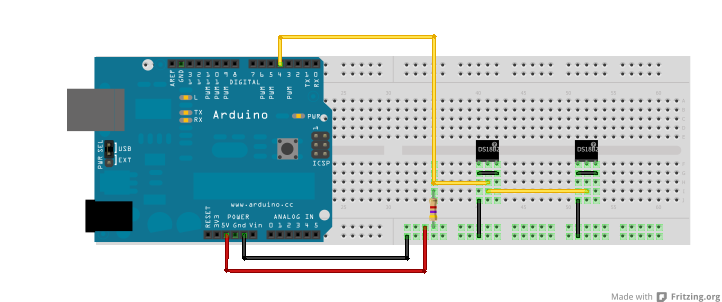 AREF
GND
13
12
11
10
9
8
7
6
5
4
3
2
1
0
PWM
PWM
PWM
PWM
PWM
PWM
TX
RX
DIGITAL
L
TX
RX
Arduino
PWR
ICSP
PWR SEL
USB
EXT
DS18B2
DS18B2
www.arduino.cc
POWER
ANALOG IN
RESET
3V3
5V
Gnd
Vin
0
1
2
3
4
5
Made with Fritzing.org